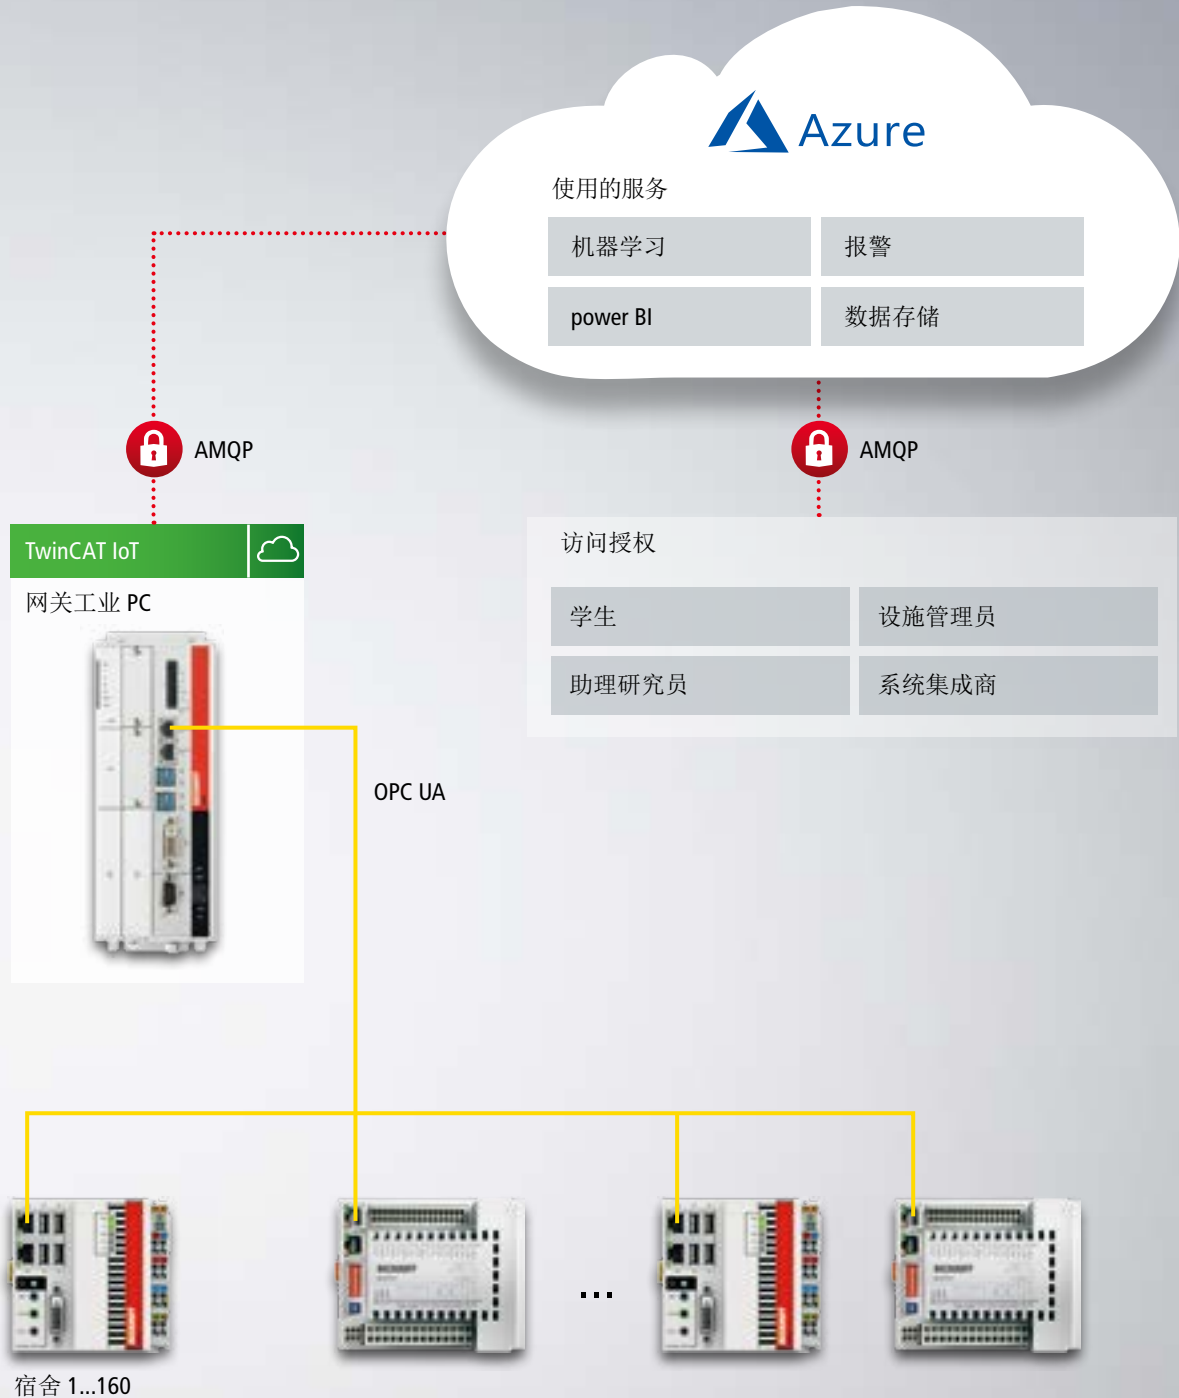 Azure
使用的服务
机器学习
报警
power BI
数据存储
AMQP
AMQP
TwinCAT IoT
网关工业 PC
访问授权
学生
设施管理员
助理研究员
系统集成商
OPC UA
...
宿舍 1...160